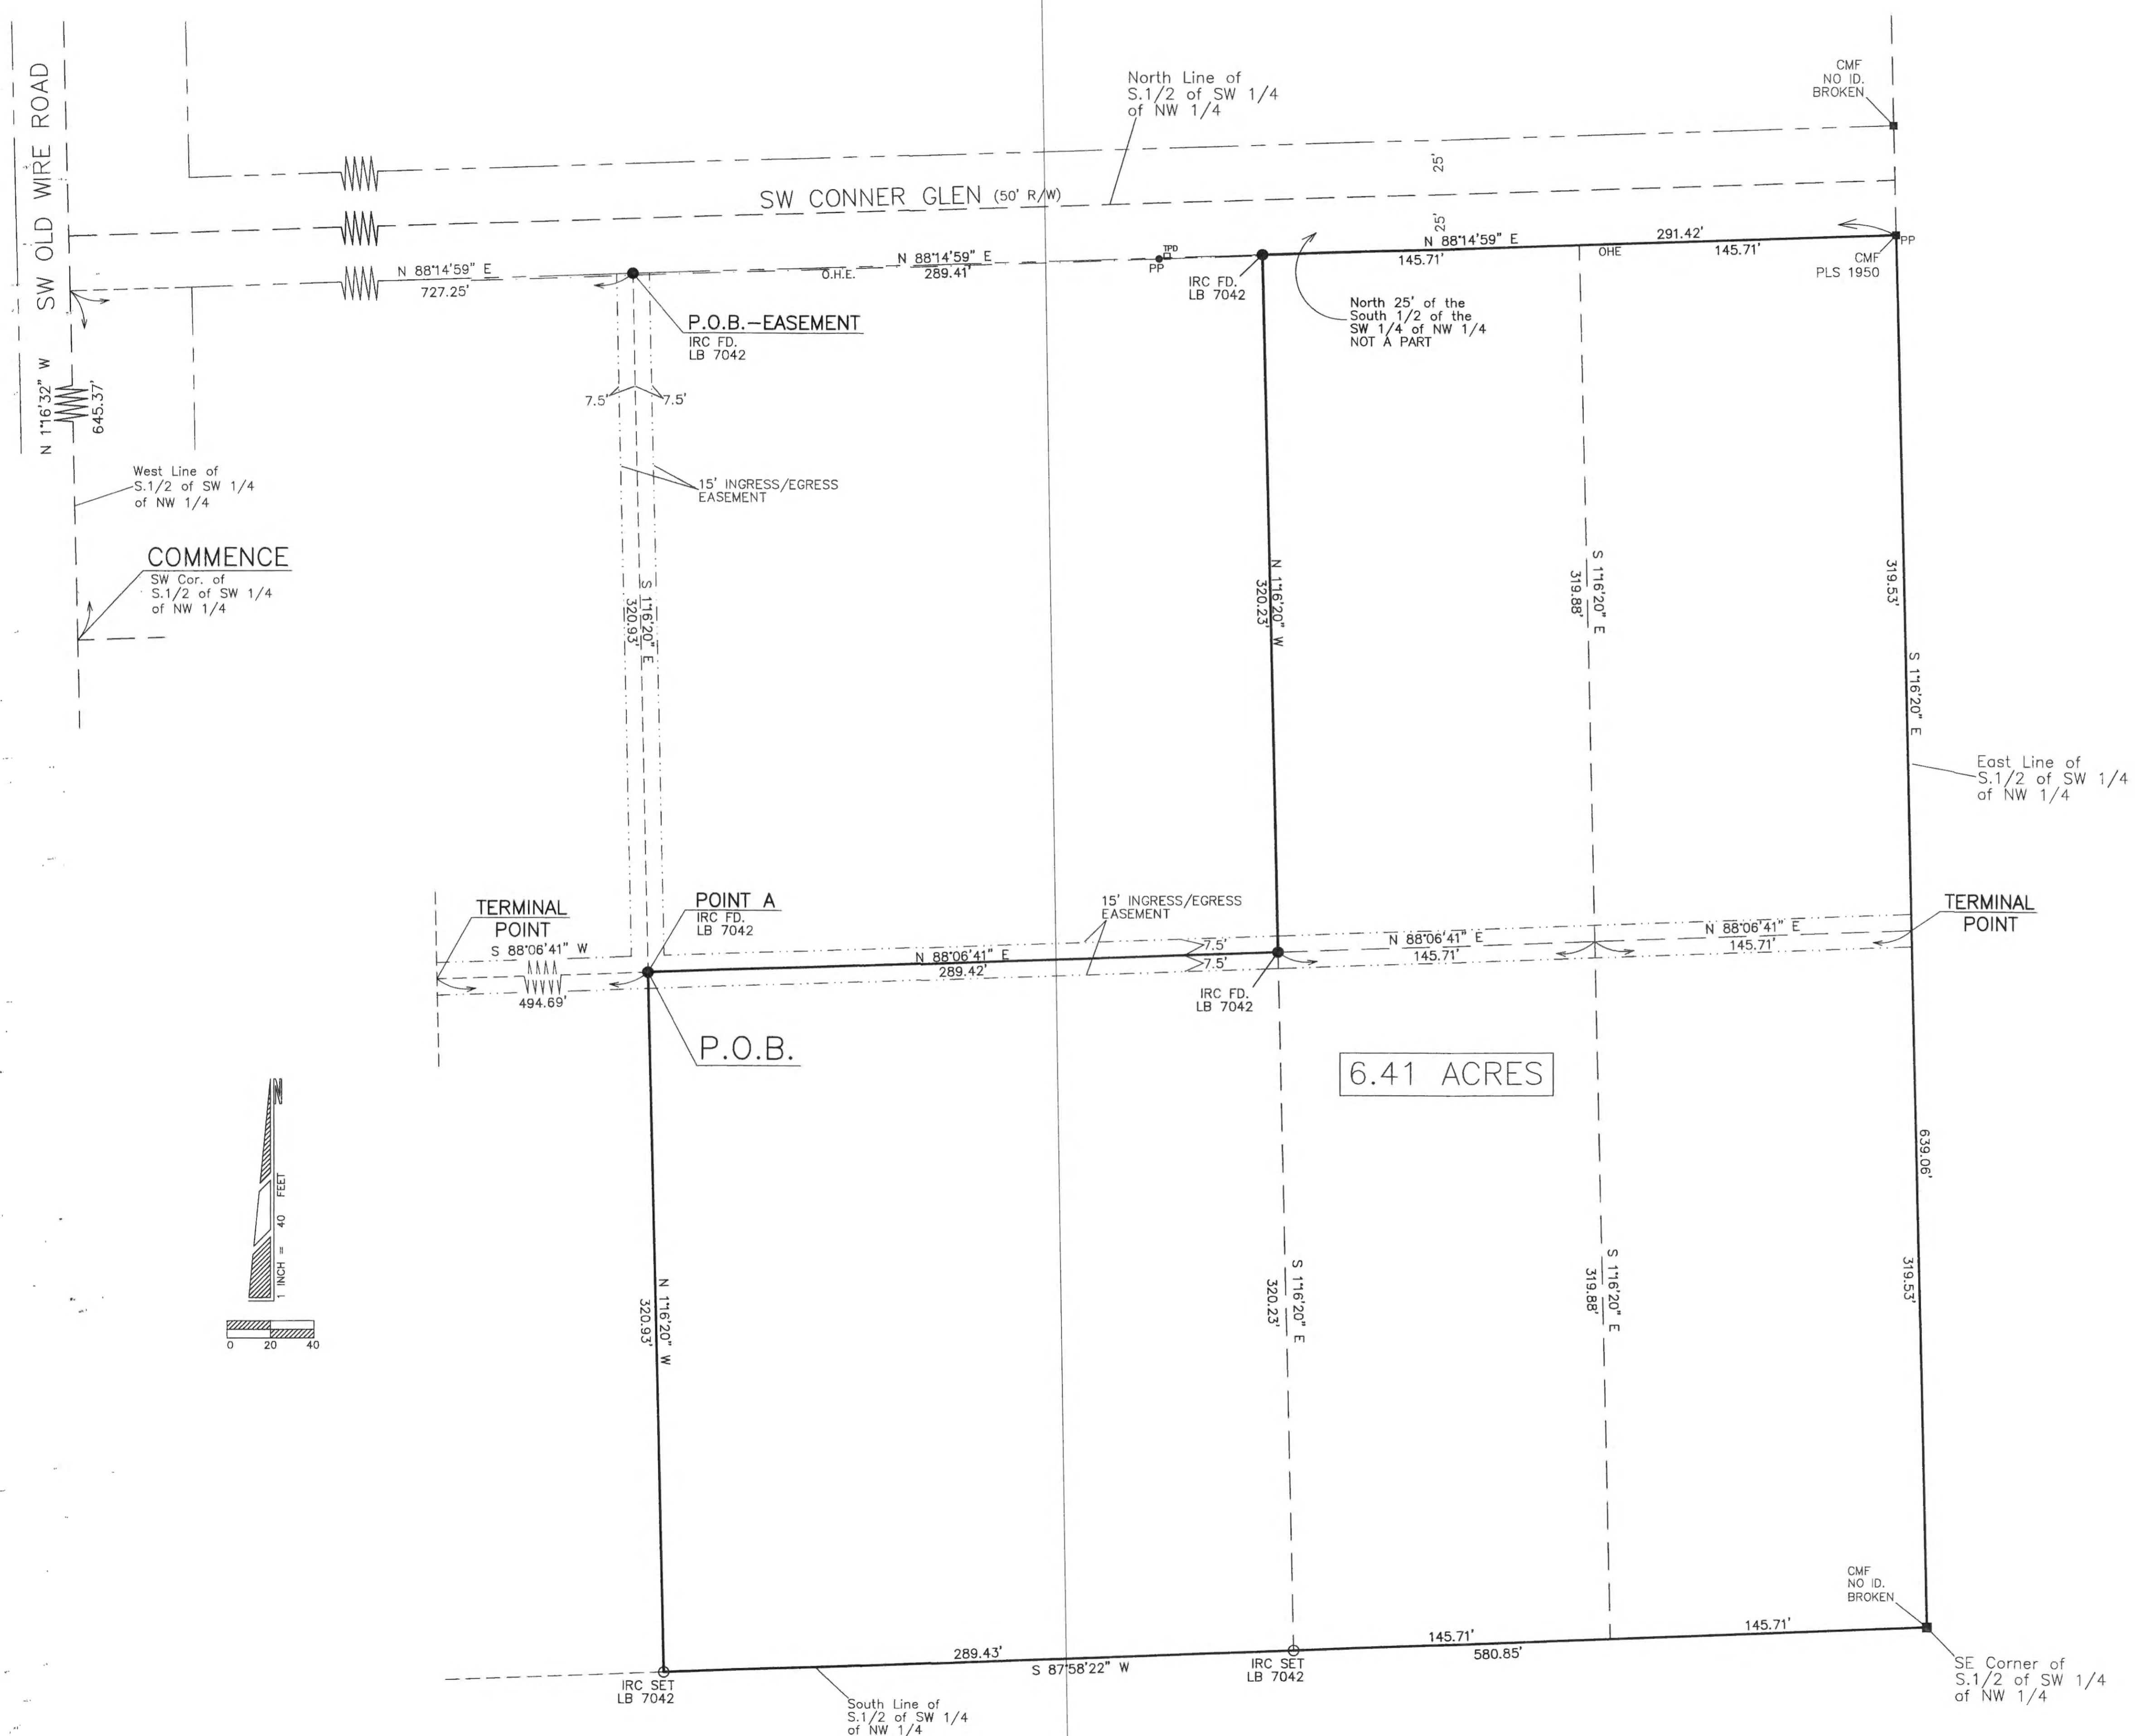 SW OLD WIRE ROAD
CMF
NO ID.
BROKEN
North Line of
S.1/2 of SW 1/4
of NW 1/4
25'
SW CONNER GLEN (50' R/W)
25'
N 88°14'59" E
727.25'
N 88°14'59" E
289.41'
O.H.E.
TPD
PP
N 88°14'59" E
145.71'
OHE
291.42'
145.71'
PP
CMF
PLS 1950
IRC FD.
LB 7042
P.O.B.-EASEMENT
IRC FD.
LB 7042
North 25' of the
South 1/2 of the
SW 1/4 of NW 1/4
NOT A PART
N 1°16'32" W
645.37'
7.5'
7.5'
West Line of
S.1/2 of SW 1/4
of NW 1/4
15' INGRESS/EGRESS
EASEMENT
COMMENCE
SW Cor. of
S.1/2 of SW 1/4
of NW 1/4
S 1°16'20" E
320.93'
N 1°16'20" W
320.23'
S 1°16'20" E
319.88'
319.53'
S 1°16'20" E
East Line of
S.1/2 of SW 1/4
of NW 1/4
TERMINAL
POINT
S 88°06'41" W
494.69'
POINT A
IRC FD.
LB 7042
15' INGRESS/EGRESS
EASEMENT
N 88°06'41" E
289.42'
7.5'
7.5'
N 88°06'41" E
145.71'
N 88°06'41" E
145.71'
TERMINAL
POINT
IRC FD.
LB 7042
P.O.B.
6.41 ACRES
N
1 INCH = 40 FEET
0 20 40
N 1°16'20" W
320.93'
S 1°16'20" E
320.23'
S 1°16'20" E
319.88'
639.06'
319.53'
CMF
NO ID.
BROKEN
289.43'
S 87°58'22" W
145.71'
580.85'
145.71'
IRC SET
LB 7042
IRC SET
LB 7042
South Line of
S.1/2 of SW 1/4
of NW 1/4
SE Corner of
S.1/2 of SW 1/4
of NW 1/4